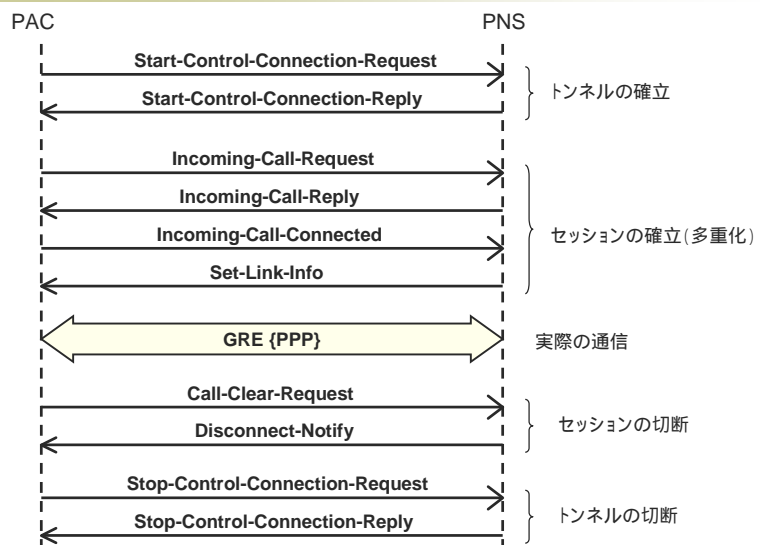 PAC
PNS
Start-Control-Connection-Request
Start-Control-Connection-Reply
トンネルの確立
Incoming-Call-Request
Incoming-Call-Reply
Incoming-Call-Connected
Set-Link-Info
セッションの確立(多重化)
GRE {PPP}
実際の通信
Call-Clear-Request
Disconnect-Notify
セッションの切断
Stop-Control-Connection-Request
Stop-Control-Connection-Reply
トンネルの切断